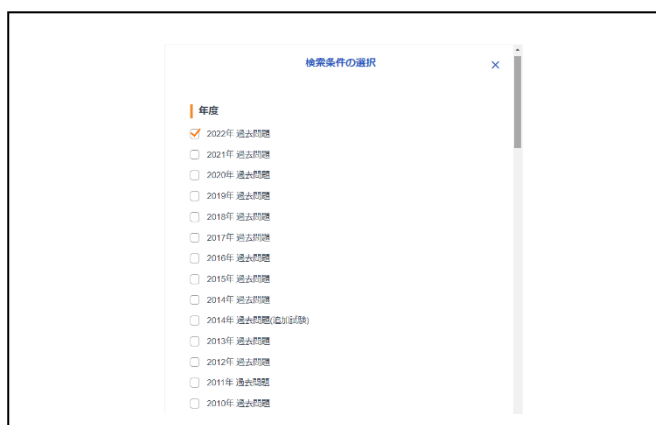 検索条件の選択
年度
2022年 過去問題
2021年 過去問題
2020年 過去問題
2019年 過去問題
2018年 過去問題
2017年 過去問題
2016年 過去問題
2015年 過去問題
2014年 過去問題
2014年 過去問題(追加試験)
2013年 過去問題
2012年 過去問題
2011年 過去問題
2010年 過去問題